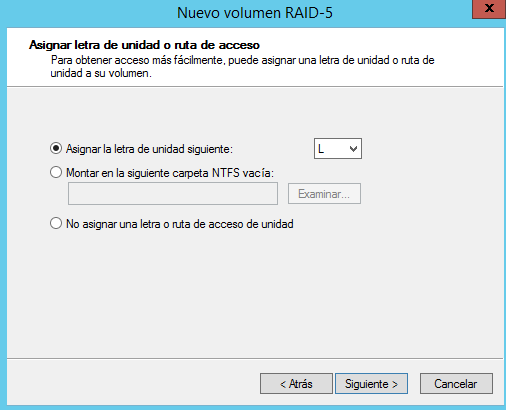 Nuevo volumen RAID-5
x
Asignar letra de unidad o ruta de acceso
Para obtener acceso más fácilmente, puede asignar una letra de unidad o ruta de
unidad a su volumen.
Asignar la letra de unidad siguiente: L
Montar en la siguiente carpeta NTFS vacía:
Examinar...
No asignar una letra o ruta de acceso de unidad
< Atrás Siguiente > Cancelar